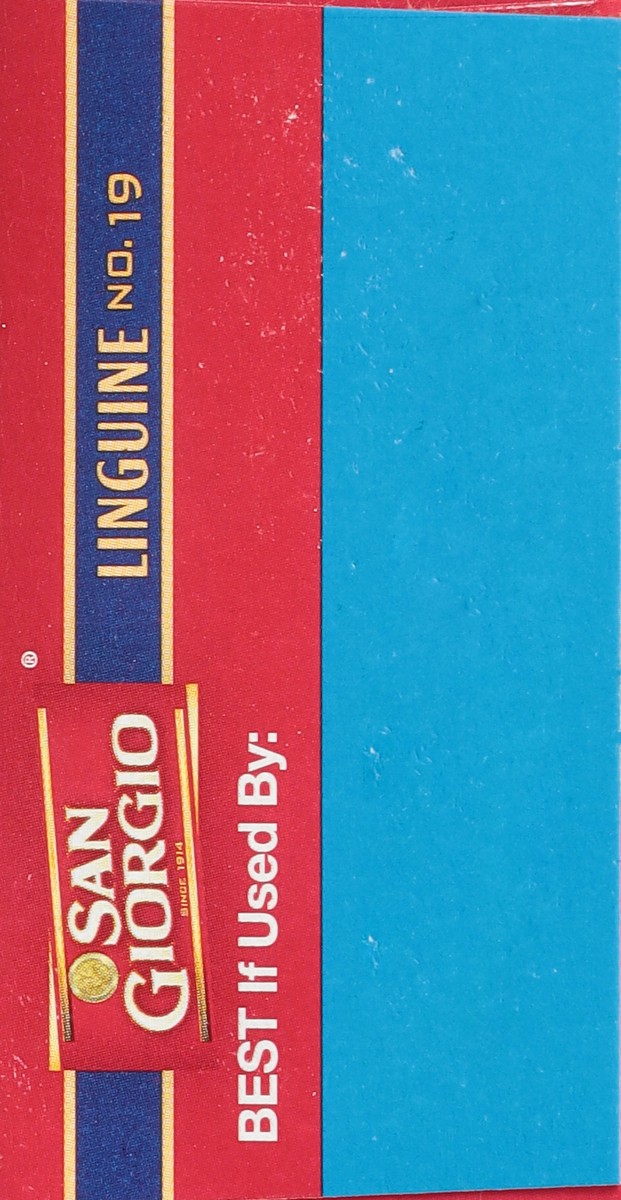 ®
SAN
GIORGIO
SINCE 1914
LINGUINE NO. 19
BEST If Used By: